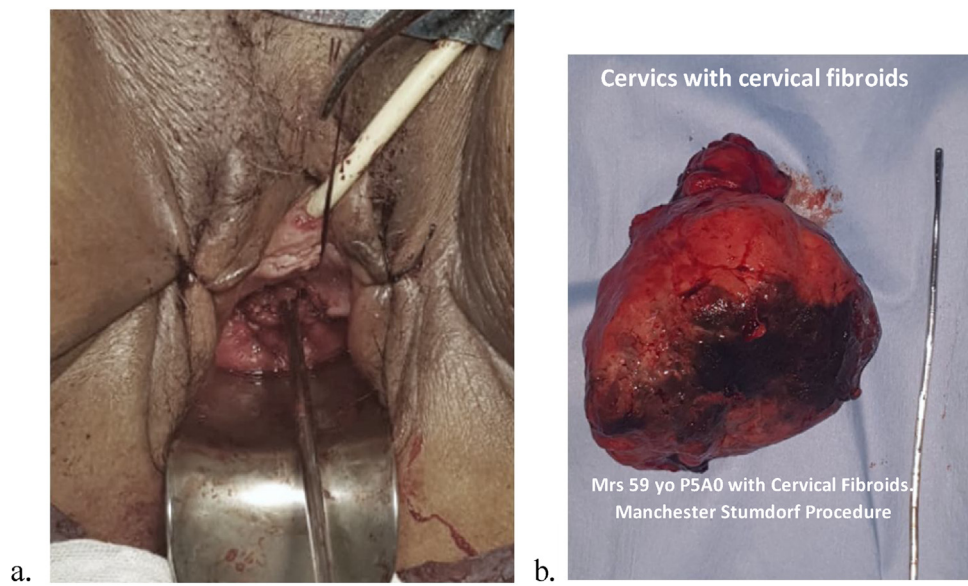 Cervics with cervical fibroids
Mrs 59 yo P5A0 with Cervical Fibroids.
Manchester Stumdorf Procedure
a.
b.